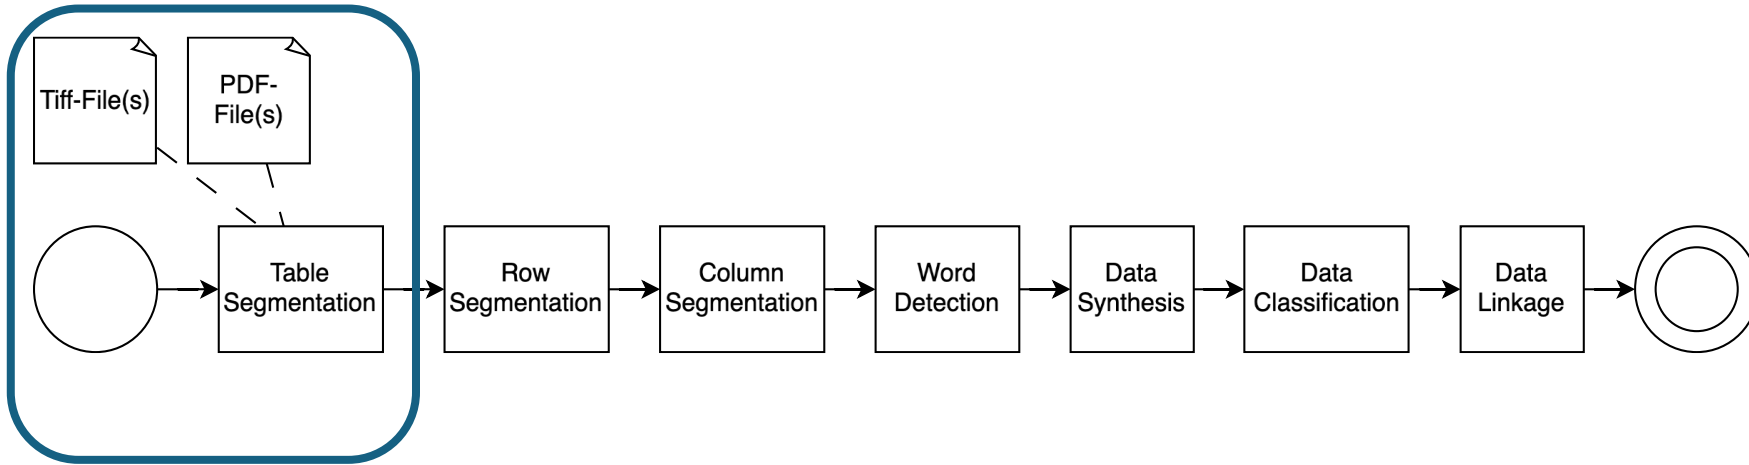 Tiff-File(s)
PDF-
File(s)
Table
Segmentation
Row
Segmentation
Column
Segmentation
Word
Detection
Data
Synthesis
Data
Classification
Data
Linkage